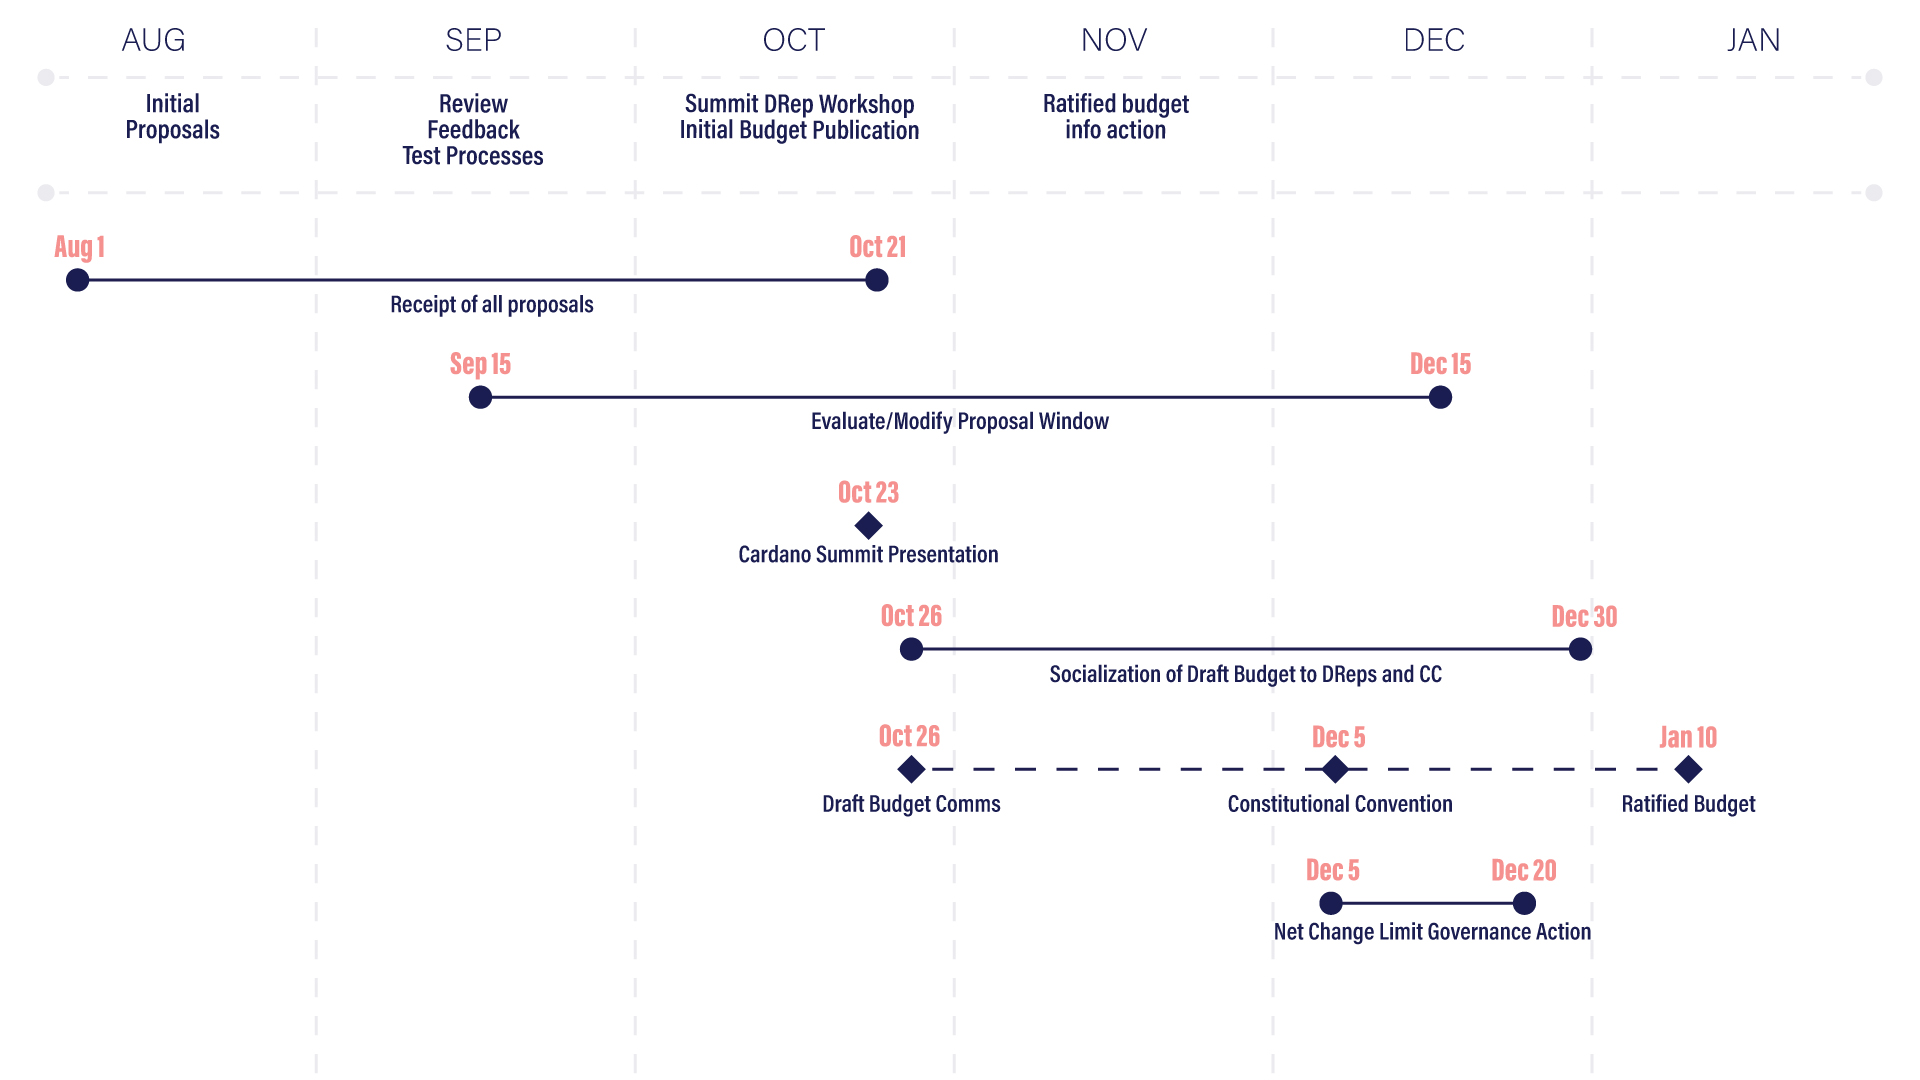 AUG
SEP
OCT
NOV
DEC
JAN
Initial
Proposals
Review
Feedback
Test Processes
Summit DRep Workshop
Initial Budget Publication
Ratified budget
info action
Aug 1
Oct 21
Receipt of all proposals
Sep 15
Dec 15
Evaluate/Modify Proposal Window
Oct 23
Cardano Summit Presentation
Oct 26
Dec 30
Socialization of Draft Budget to DReps and CC
Oct 26
Dec 5
Jan 10
Draft Budget Comms
Constitutional Convention
Ratified Budget
Dec 5
Dec 20
Net Change Limit Governance Action